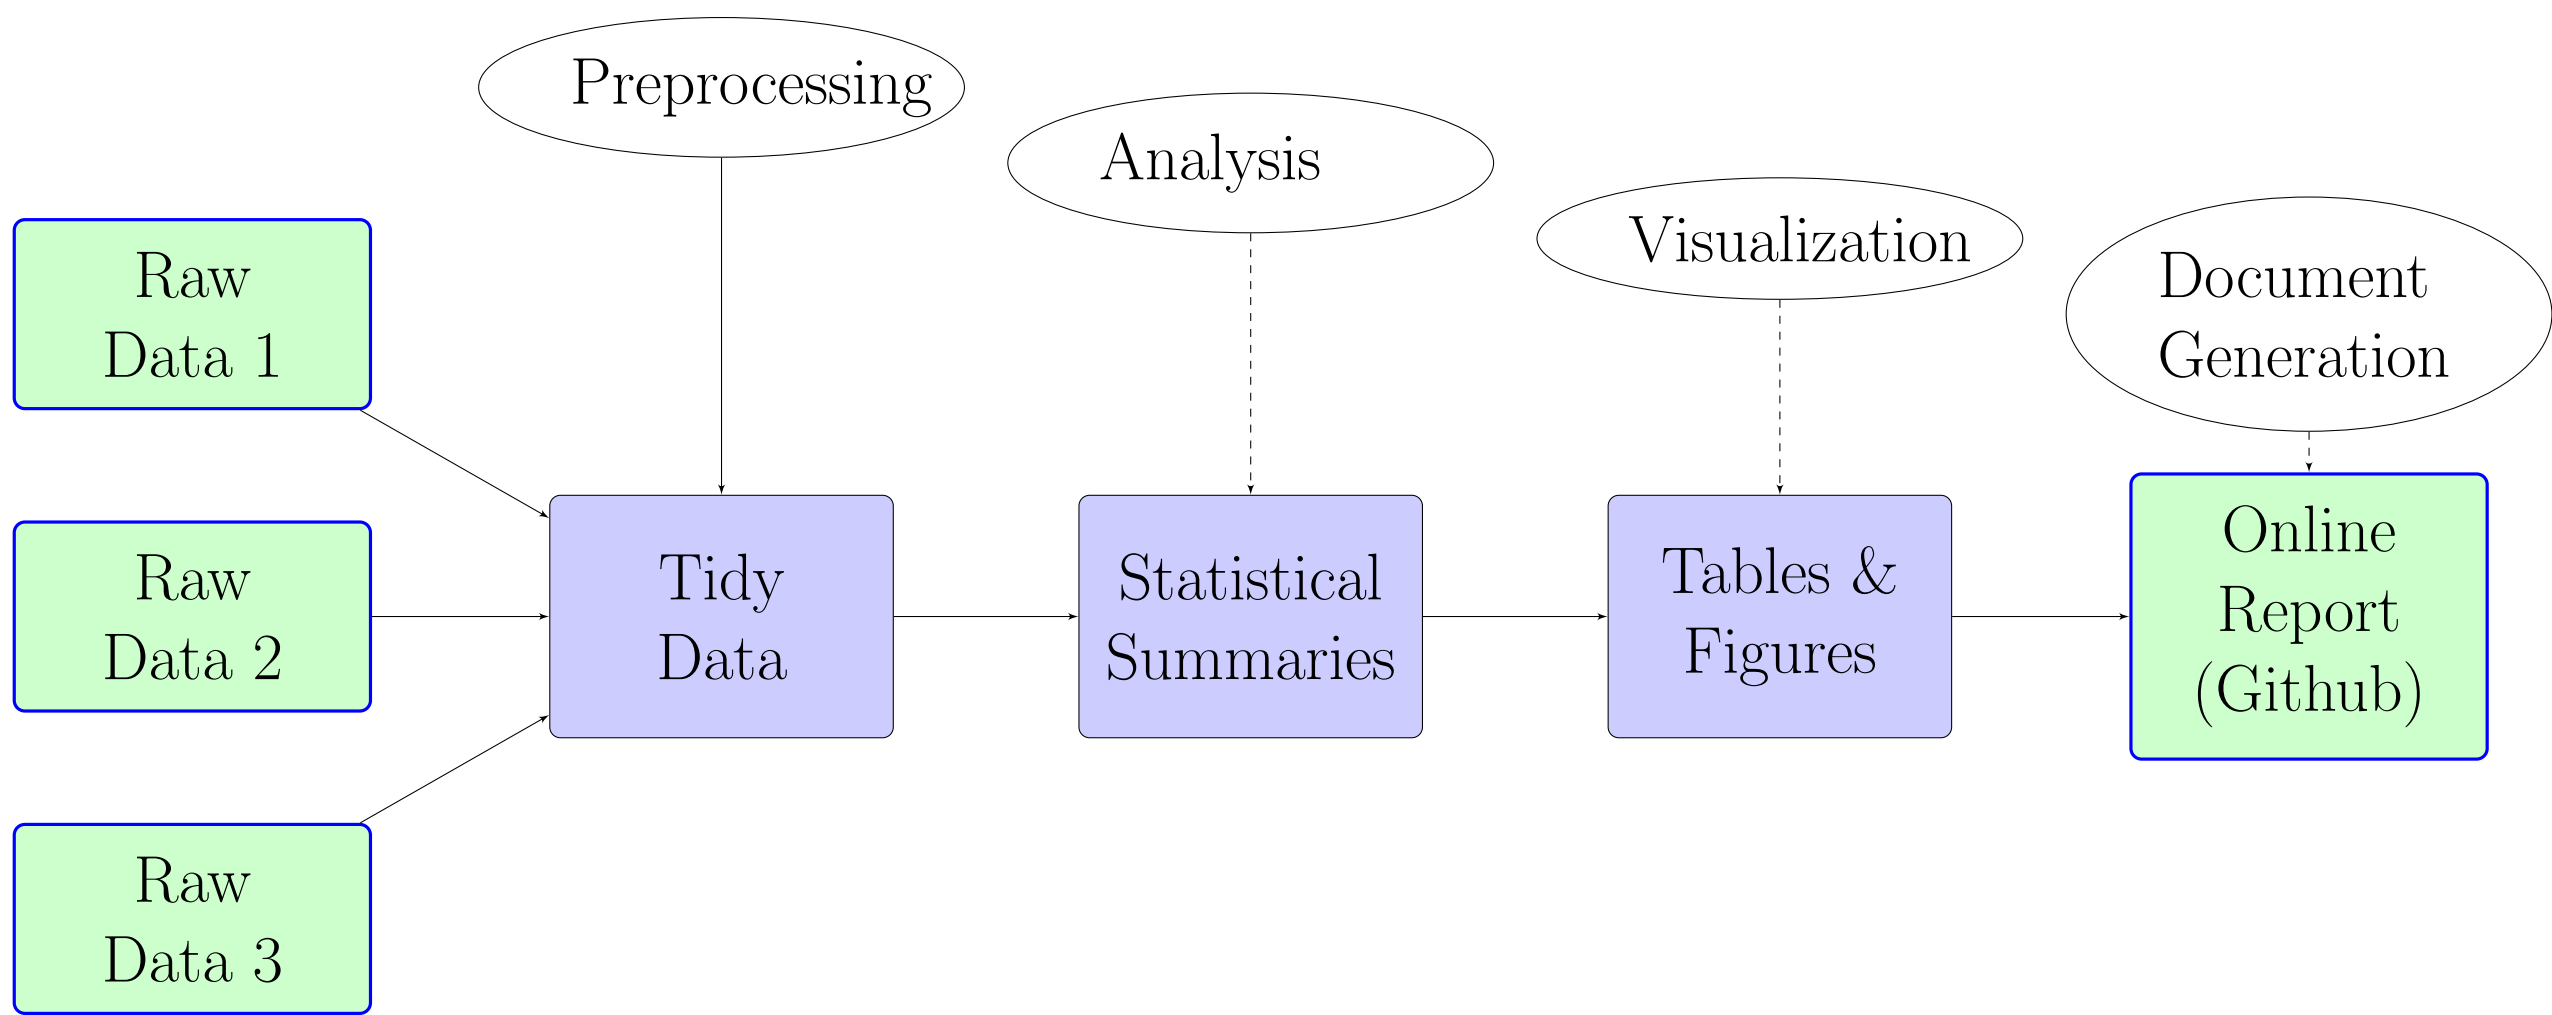 Preprocessing
Analysis
Visualization
Document
Generation
Raw
Data 1
Raw
Data 2
Raw
Data 3
Tidy
Data
Statistical
Summaries
Tables &
Figures
Online
Report
(Github)